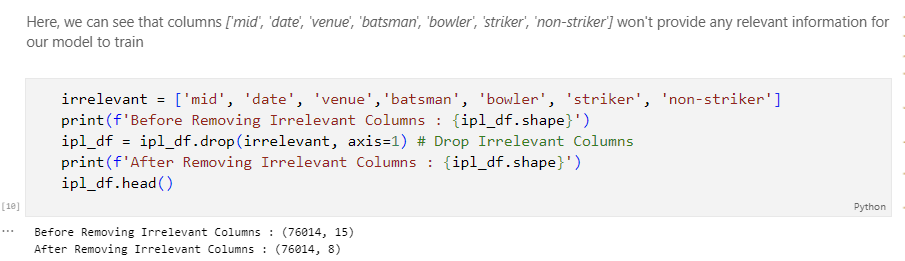 Here, we can see that columns ['mid', 'date', 'venue', 'batsman', 'bowler', 'striker', 'non-striker'] won't provide any relevant information for
our model to train
irrelevant = ['mid', 'date', 'venue','batsman', 'bowler', 'striker', 'non-striker']
print(f'Before Removing Irrelevant Columns : {ipl_df.shape}')
ipl_df = ipl_df.drop(irrelevant, axis=1) # Drop Irrelevant Columns
print(f'After Removing Irrelevant Columns : {ipl_df.shape}')
ipl_df.head()
[10]
Python
... Before Removing Irrelevant Columns : (76014, 15)
After Removing Irrelevant Columns : (76014, 8)